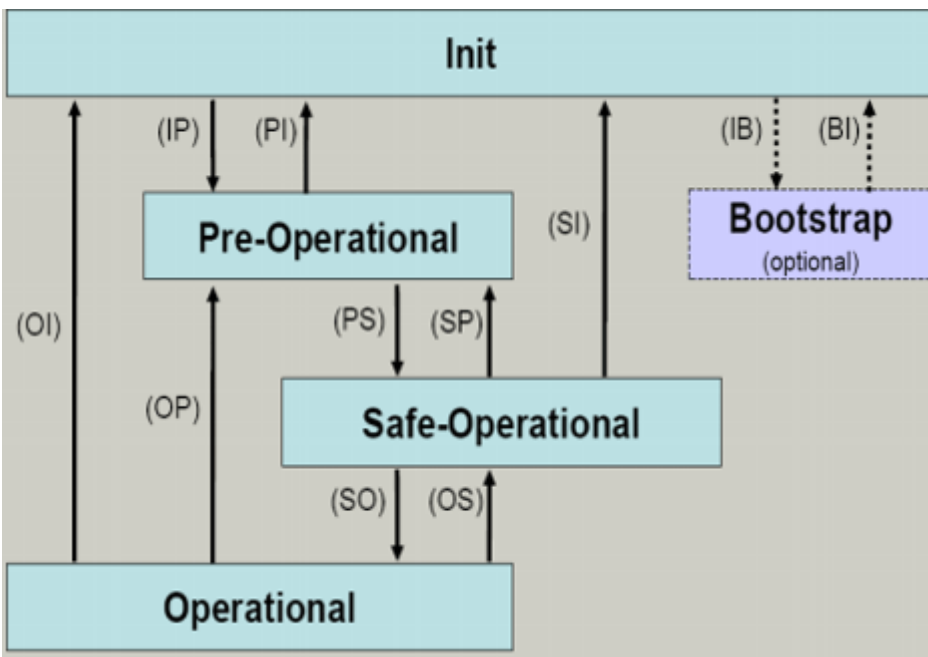 Init
(IP)
(PI)
(IB)
(BI)
Pre-Operational
(SI)
Bootstrap
(optional)
(OI)
(PS)
(SP)
(OP)
Safe-Operational
(SO)
(OS)
Operational